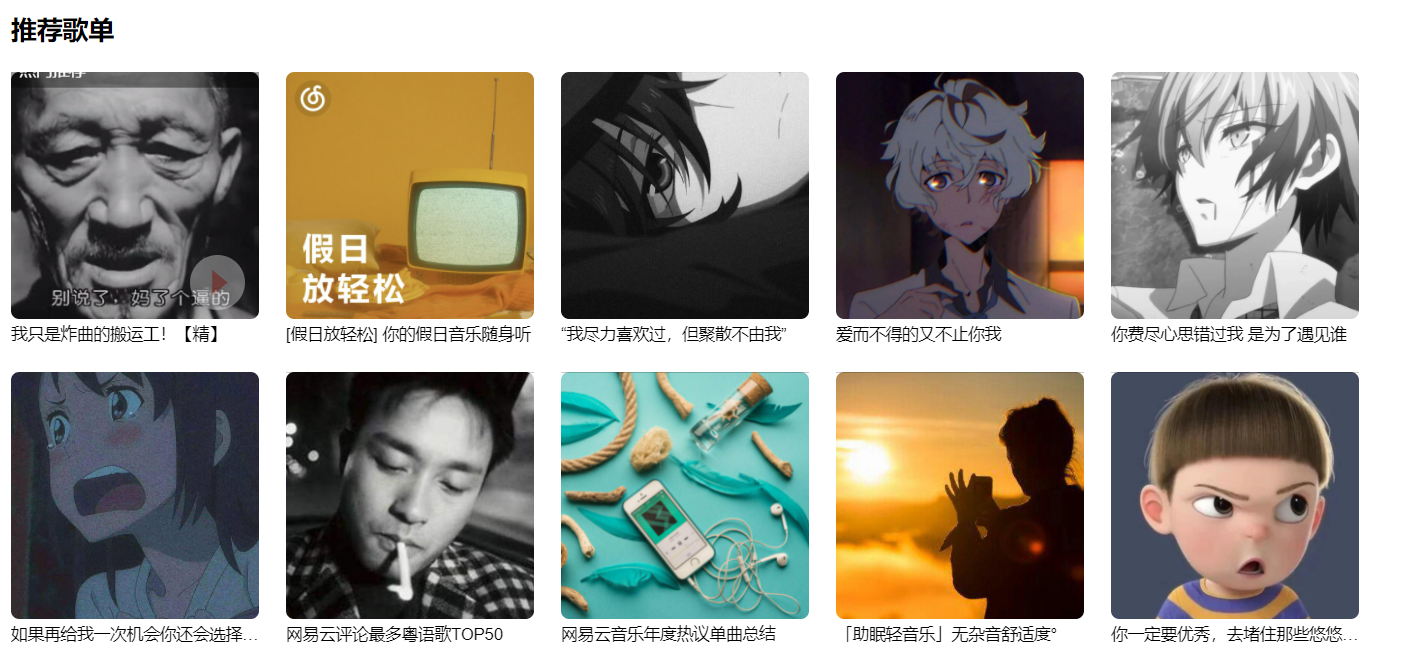 推荐歌单
热门推荐
别说了，妈了个逼的
假日
放轻松
我只是炸曲的搬运工！【精】
[假日放轻松] 你的假日音乐随身听
“我尽力喜欢过，但聚散不由我”
爱而不得的又不止你我
你费尽心思错过我 是为了遇见谁
如果再给我一次机会你还会选择…
网易云评论最多粤语歌TOP50
网易云音乐年度热议单曲总结
「助眠轻音乐」无杂音舒适度°
你一定要优秀，去堵住那些悠悠…